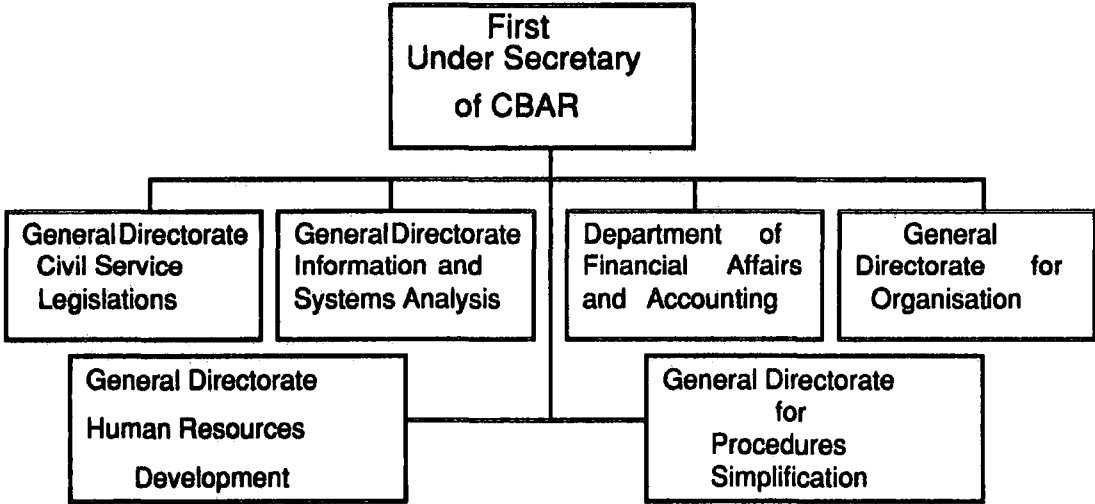 First
Under Secretary
of CBAR
General Directorate
Civil Service
Legislations
General Directorate
Information and
Systems Analysis
Department of
Financial Affairs
and Accounting
General
Directorate for
Organisation
General Directorate
Human Resources
Development
General Directorate
for
Procedures
Simplification